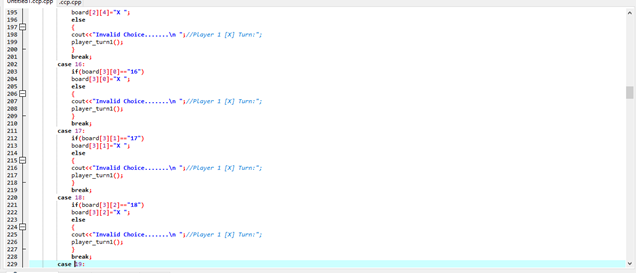 Untitled1.ccp.cpp .ccp.cpp
195 board[2][4]="X ";
196 else
197 {
198 cout<<"Invalid Choice.......\n ";//Player 1 [X] Turn:";
199 player_turn1();
200 }
201 break;
202 case 16:
203 if(board[3][0]=="16")
204 board[3][0]="X ";
205 else
206 {
207 cout<<"Invalid Choice.......\n ";//Player 1 [X] Turn:";
208 player_turn1();
209 }
210 break;
211 case 17:
212 if(board[3][1]=="17")
213 board[3][1]="X ";
214 else
215 {
216 cout<<"Invalid Choice.......\n ";//Player 1 [X] Turn:";
217 player_turn1();
218 }
219 break;
220 case 18:
221 if(board[3][2]=="18")
222 board[3][2]="X ";
223 else
224 {
225 cout<<"Invalid Choice.......\n ";//Player 1 [X] Turn:";
226 player_turn1();
227 }
228 break;
229 case 19: